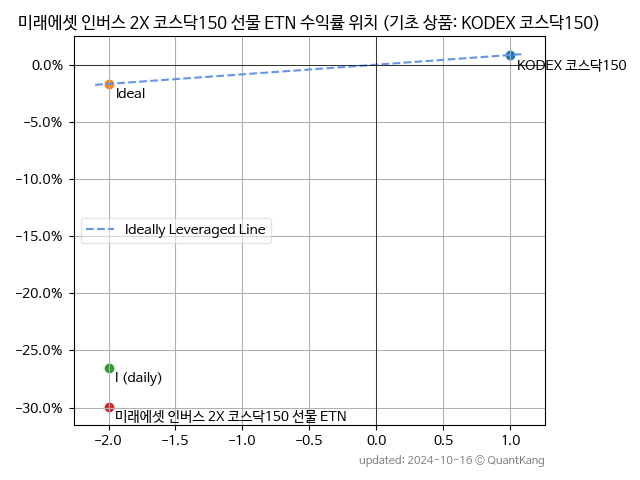 미래에셋 인버스 2X 코스닥150 선물 ETN 수익률 위치 (기초 상품: KODEX 코스닥150)
0.0%
KODEX 코스닥150
Ideal
−5.0%
−10.0%
Ideally Leveraged Line
−15.0%
−20.0%
−25.0%
l (daily)
−30.0%
미래에셋 인버스 2X 코스닥150 선물 ETN
−2.0 −1.5 −1.0 −0.5 0.0 0.5 1.0
updated: 2024-10-16 © QuantKang